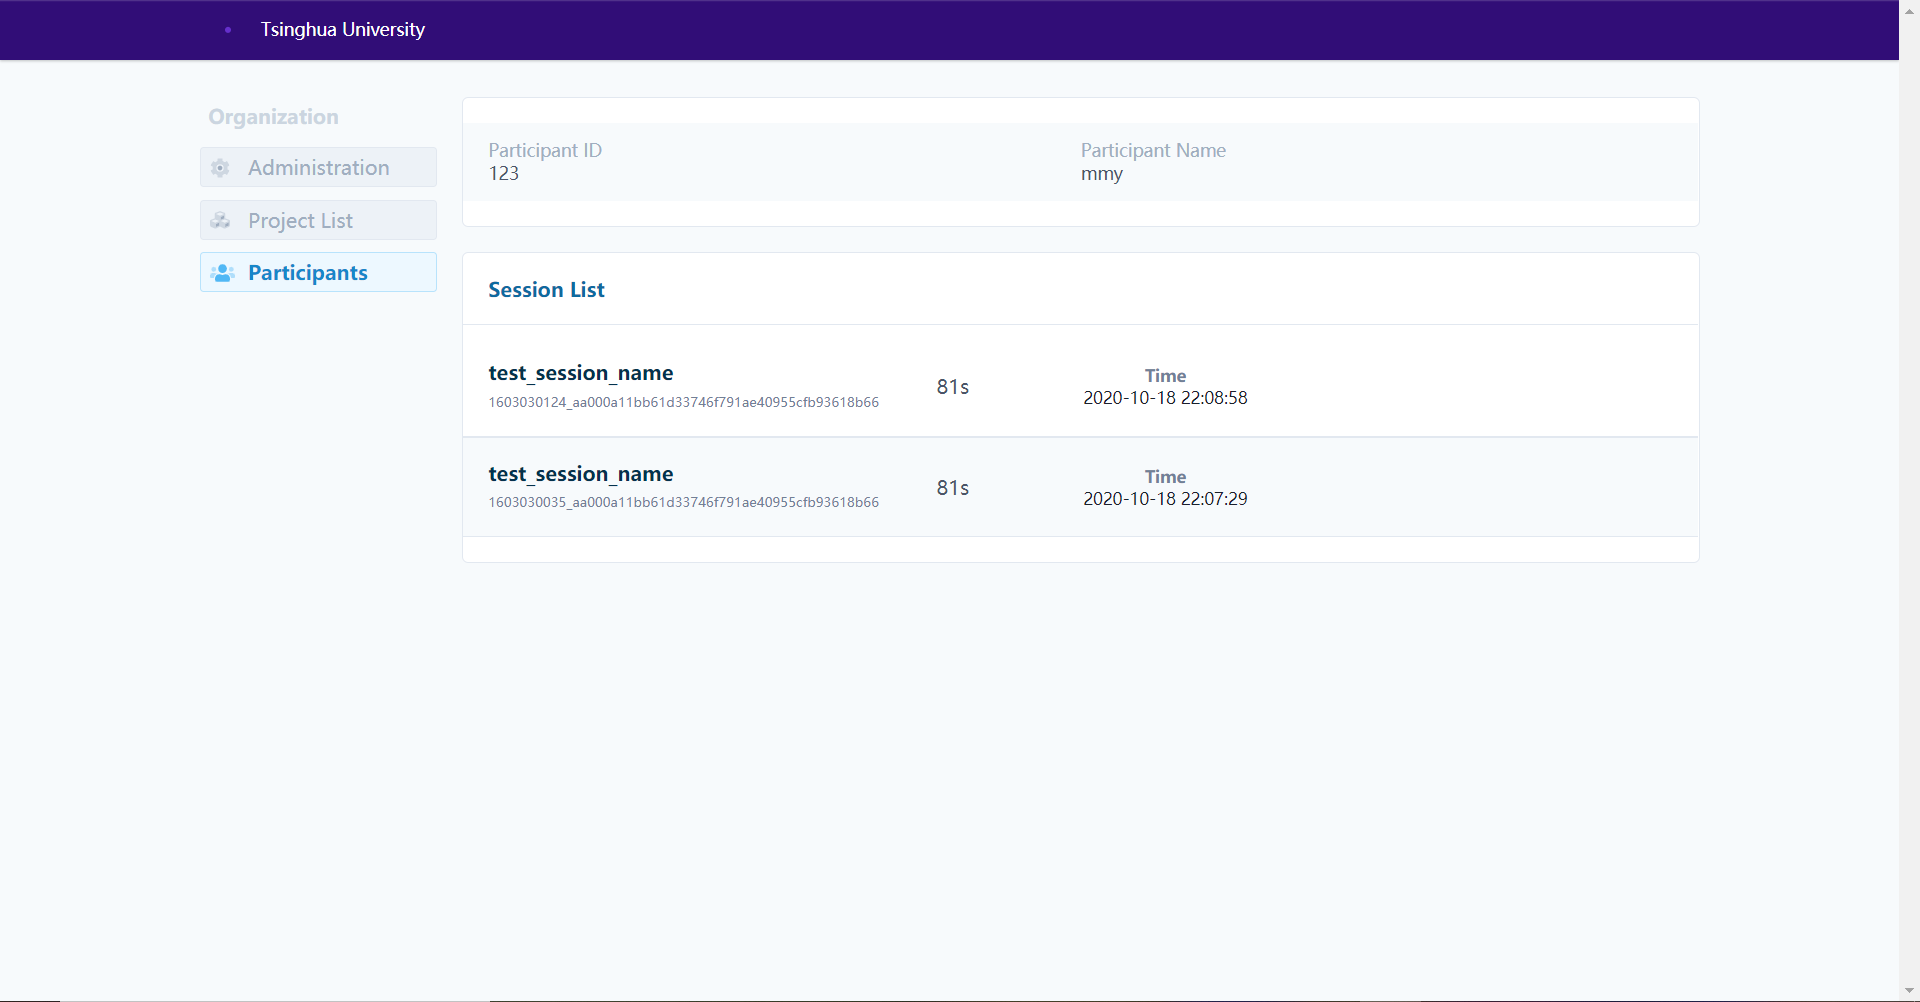 Tsinghua University
Organization
Administration
Project List
Participants
Participant ID
123
Participant Name
mmy
Session List
test_session_name
1603030124_aa000a11bb61d33746f791ae40955cfb93618b66
81s
Time
2020-10-18 22:08:58
test_session_name
1603030035_aa000a11bb61d33746f791ae40955cfb93618b66
81s
Time
2020-10-18 22:07:29